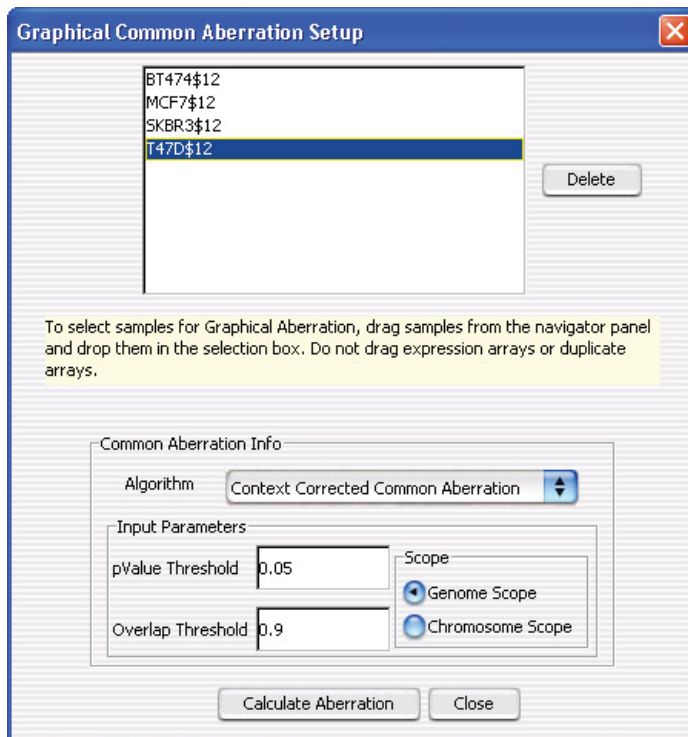 Graphical Common Aberration Setup
BT474$12
MCF7$12
SKBR3$12
T47D$12
Delete
To select samples for Graphical Aberration, drag samples from the navigator panel
and drop them in the selection box. Do not drag expression arrays or duplicate
arrays.
Common Aberration Info
Algorithm Context Corrected Common Aberration
Input Parameters
pValue Threshold 0.05
Overlap Threshold 0.9
Scope
Genome Scope
Chromosome Scope
Calculate Aberration Close